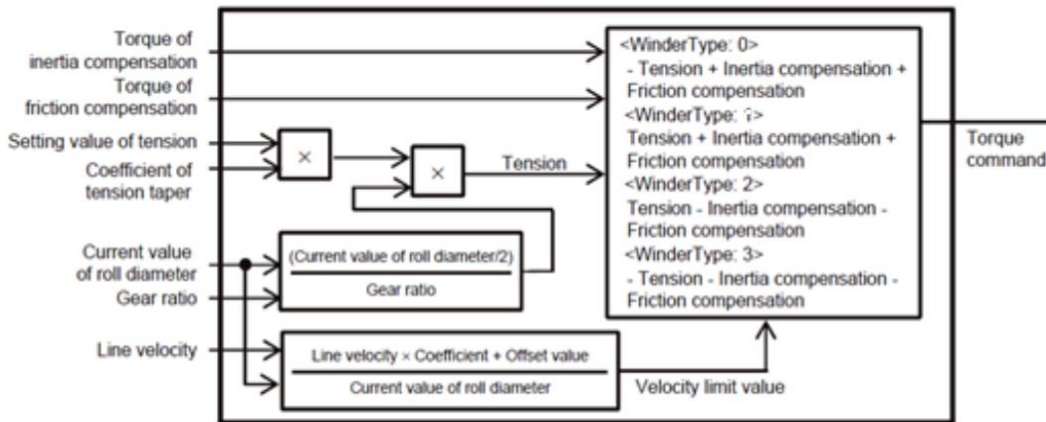 Torque of
inertia compensation
Torque of
friction compensation
Setting value of tension
Coefficient of
tension taper
Current value
of roll diameter
Gear ratio
Line velocity
×
×
Tension
(Current value of roll diameter/2)
Gear ratio
Line velocity × Coefficient + Offset value
Current value of roll diameter
Velocity limit value
<WinderType: 0>
- Tension + Inertia compensation +
Friction compensation
<WinderType: >
Tension + Inertia compensation +
Friction compensation
<WinderType: 2>
Tension - Inertia compensation -
Friction compensation
<WinderType: 3>
- Tension - Inertia compensation -
Friction compensation
Torque
command